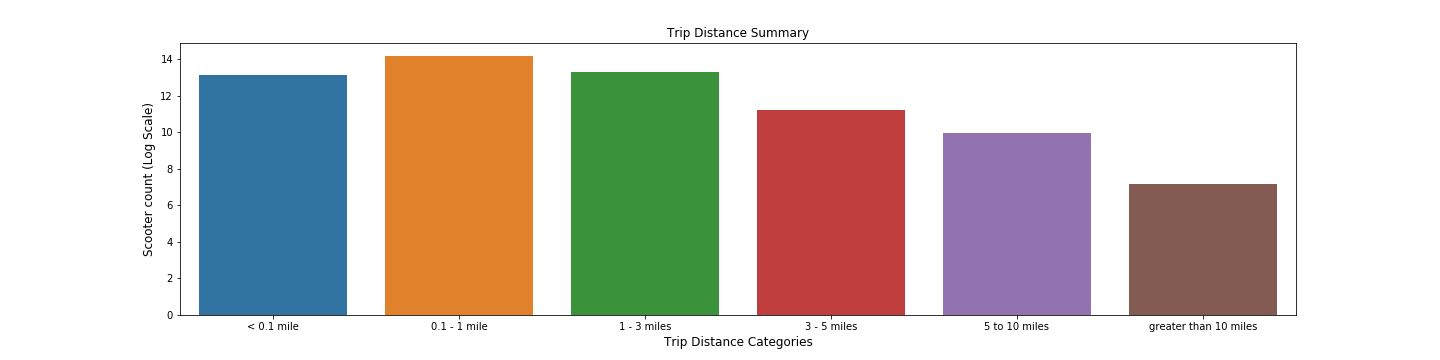 Trip Distance Summary
Scooter count (Log Scale)
14
12
10
8
6
4
2
0
< 0.1 mile
0.1 - 1 mile
1 - 3 miles
3 - 5 miles
5 to 10 miles
greater than 10 miles
Trip Distance Categories